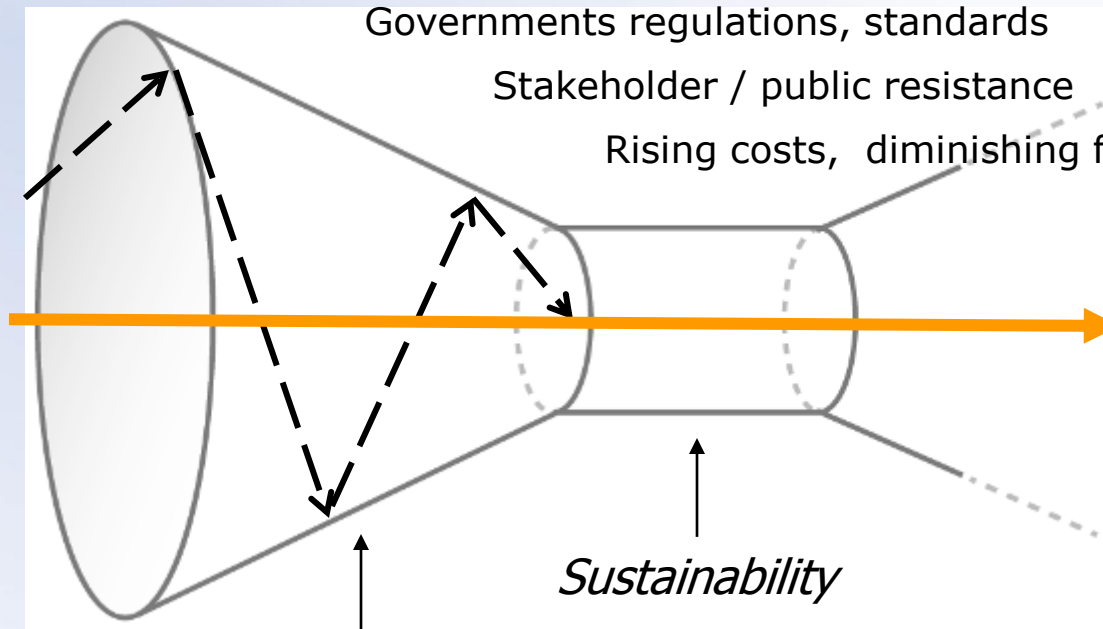 Governments regulations, standards
Stakeholder / public resistance
Rising costs, diminishing f
Sustainability